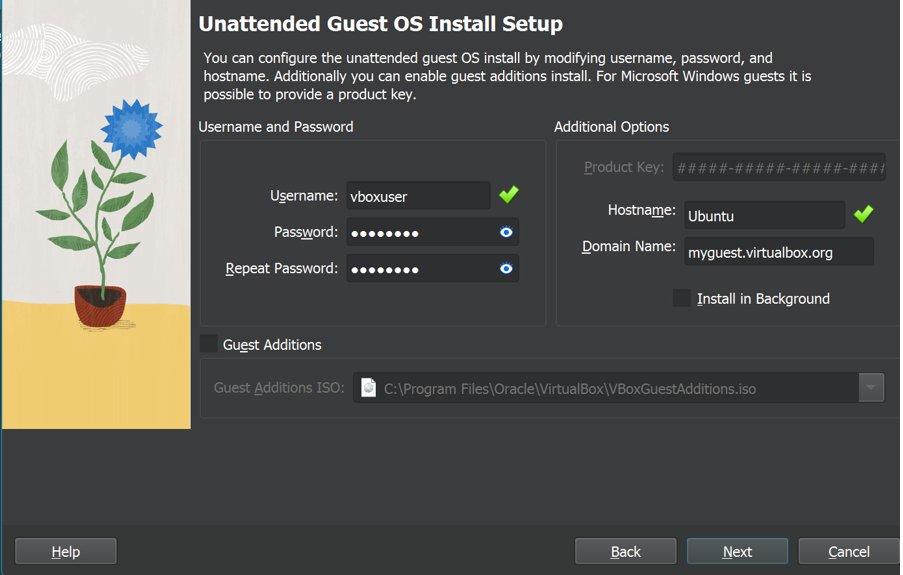 Unattended Guest OS Install Setup
You can configure the unattended guest OS install by modifying username, password, and
hostname. Additionally you can enable guest additions install. For Microsoft Windows guests it is
possible to provide a product key.
Username and Password
Username: vboxuser
Password: ●●●●●●●●
Repeat Password: ●●●●●●●●
Additional Options
Product Key: #####-#####-#####-####
Hostname: Ubuntu
Domain Name: myguest.virtualbox.org
Install in Background
Guest Additions
Guest Additions ISO: C:\Program Files\Oracle\VirtualBox\VBoxGuestAdditions.iso
Help Back Next Cancel